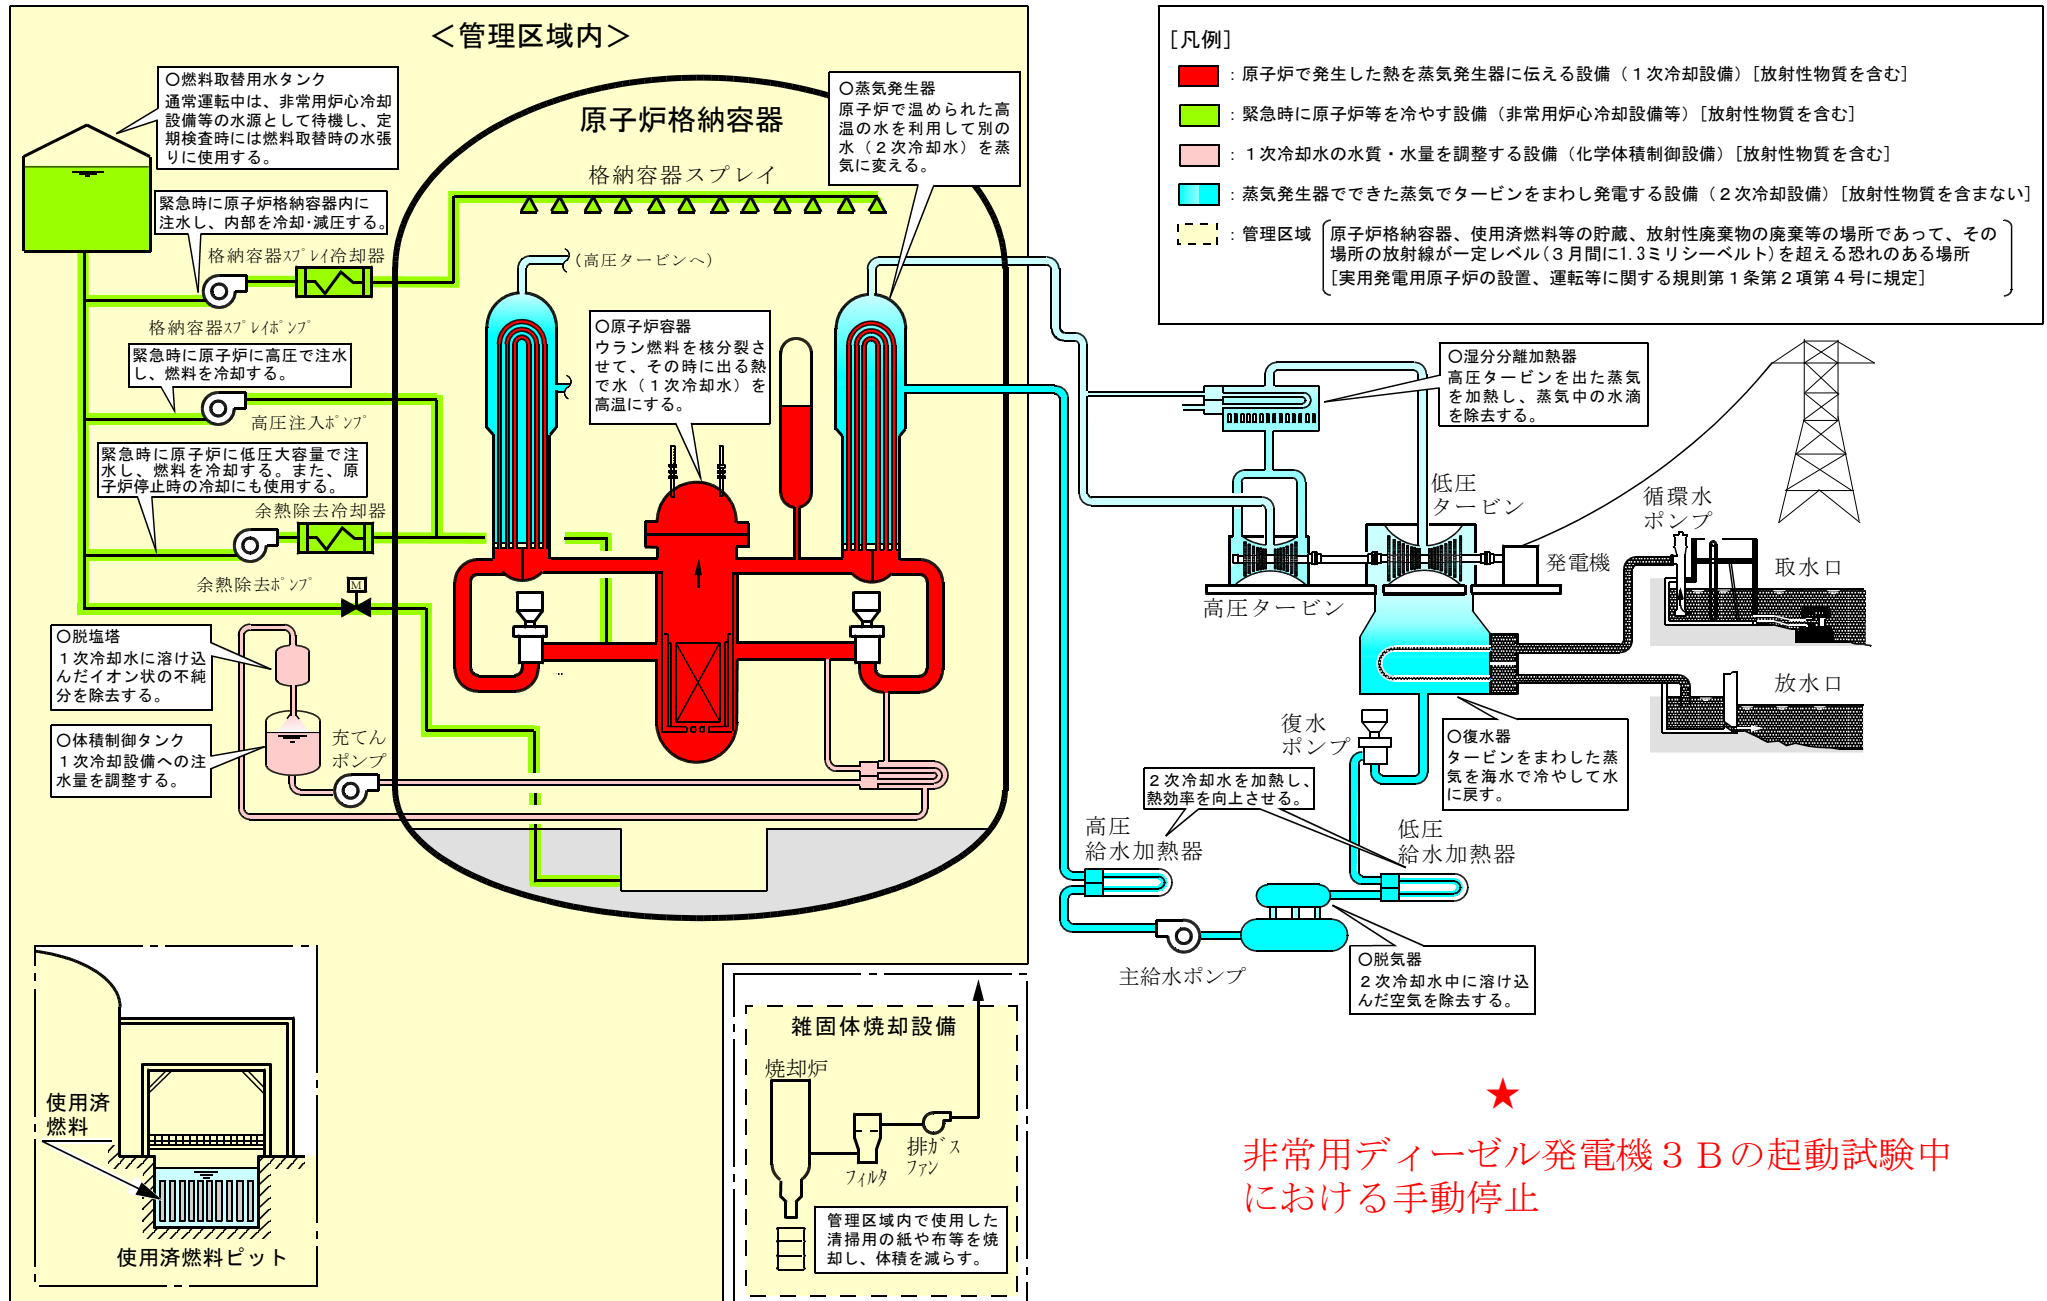 ＜管理区域内＞
○燃料取替用水タンク
通常運転中は、非常用炉心冷却
設備等の水源として待機し、定
期検査時には燃料取替時の水張
りに使用する。
緊急時に原子炉格納容器内に
注水し、内部を冷却･減圧する。
格納容器ｽﾌﾟﾚｲ冷却器
格納容器ｽﾌﾟﾚｲﾎﾟﾝﾌﾟ
緊急時に原子炉に高圧で注水
し、燃料を冷却する。
高圧注入ﾎﾟﾝﾌﾟ
緊急時に原子炉に低圧大容量で注
水し、燃料を冷却する。また、原
子炉停止時の冷却にも使用する。
余熱除去冷却器
余熱除去ﾎﾟﾝﾌﾟ
M
○脱塩塔
１次冷却水に溶け込
んだイオン状の不純
分を除去する。
○体積制御タンク
１次冷却設備への注
水量を調整する。
充てん
ポンプ
原子炉格納容器
格納容器スプレイ
(高圧タービンへ)
○原子炉容器
ウラン燃料を核分裂さ
せて、その時に出る熱
で水（１次冷却水）を
高温にする。
○蒸気発生器
原子炉で温められた高
温の水を利用して別の
水（２次冷却水）を蒸
気に変える。
[凡例]
：原子炉で発生した熱を蒸気発生器に伝える設備（１次冷却設備）[放射性物質を含む]
：緊急時に原子炉等を冷やす設備（非常用炉心冷却設備等）[放射性物質を含む]
：１次冷却水の水質・水量を調整する設備（化学体積制御設備）[放射性物質を含む]
：蒸気発生器でできた蒸気でタービンをまわし発電する設備（２次冷却設備）[放射性物質を含まない]
：管理区域
原子炉格納容器、使用済燃料等の貯蔵、放射性廃棄物の廃棄等の場所であって、その
場所の放射線が一定レベル(３月間に1.3ミリシーベルト)を超える恐れのある場所
[実用発電用原子炉の設置、運転等に関する規則第１条第２項第４号に規定]
○湿分分離加熱器
高圧タービンを出た蒸気
を加熱し、蒸気中の水滴
を除去する。
低圧
タービン
高圧タービン
発電機
循環水
ポンプ
取水口
放水口
復水
ポンプ
○復水器
タービンをまわした蒸
気を海水で冷やして水
に戻す。
２次冷却水を加熱し、
熱効率を向上させる。
高圧
給水加熱器
低圧
給水加熱器
主給水ポンプ
○脱気器
２次冷却水中に溶け込
んだ空気を除去する。
使用済
燃料
使用済燃料ピット
雑固体焼却設備
焼却炉
フィルタ
排ｶﾞｽ
ファン
管理区域内で使用した
清掃用の紙や布等を焼
却し、体積を減らす。
★
非常用ディーゼル発電機３Ｂの起動試験中
における手動停止